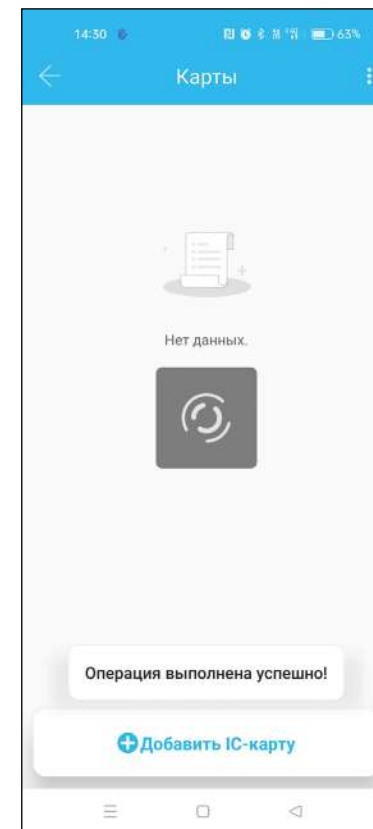 14:30 63%
Карты
Нет данных.
Операция выполнена успешно!
Добавить IC-карту